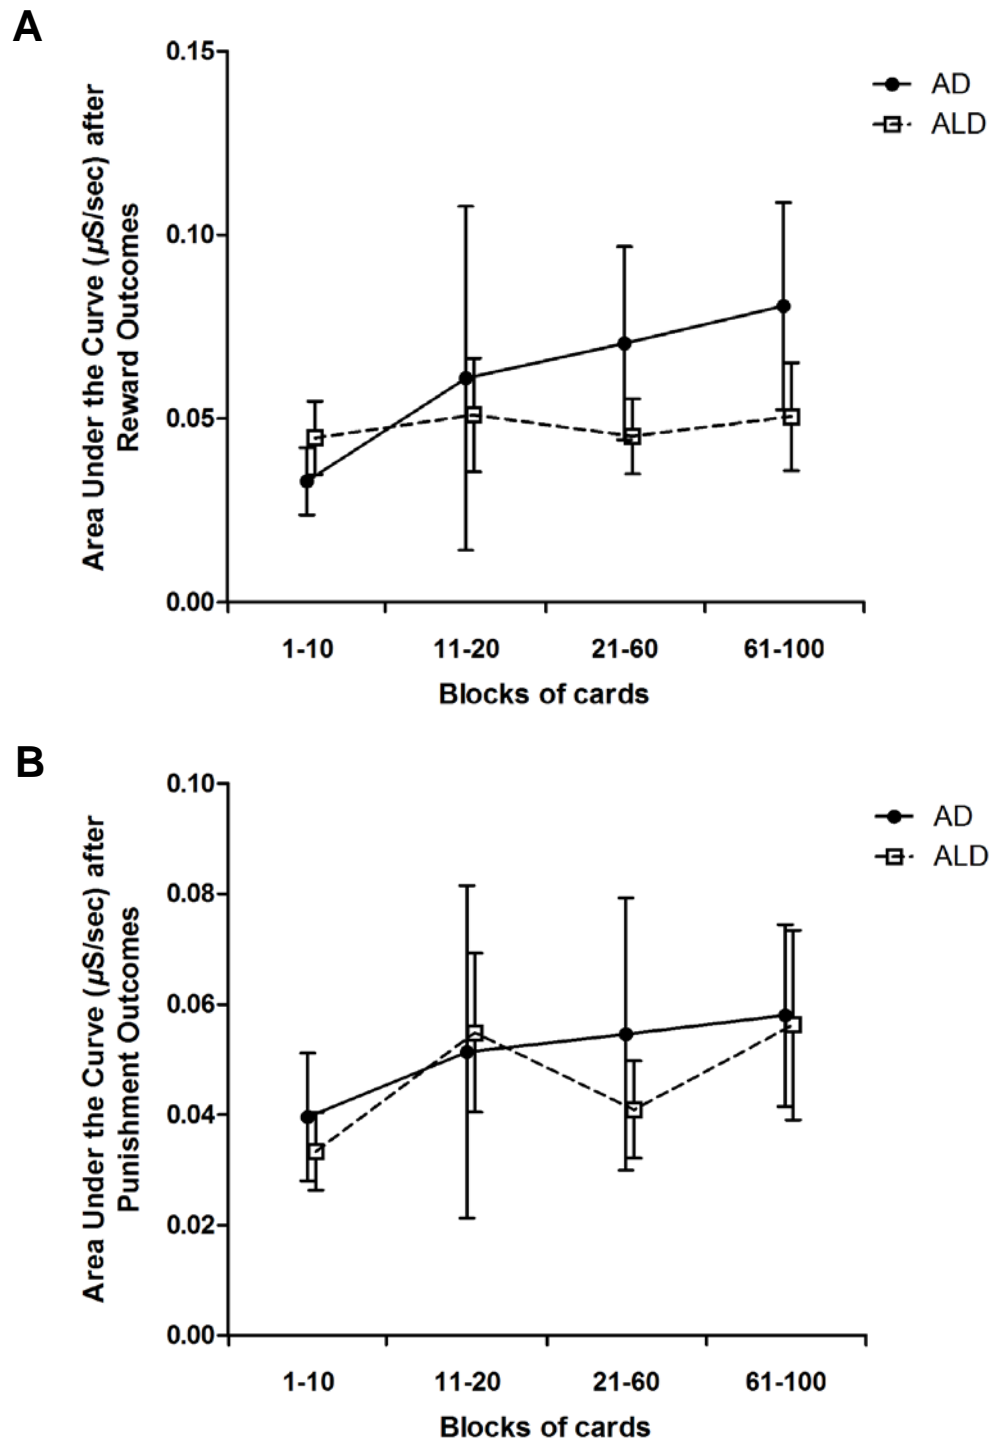 A
AD
ALD
Area Under the Curve (µS/sec) after
Reward Outcomes
0.15
0.10
0.05
0.00
1-10 11-20 21-60 61-100
Blocks of cards
B
AD
ALD
Area Under the Curve (µS/sec) after
Punishment Outcomes
0.10
0.08
0.06
0.04
0.02
0.00
1-10 11-20 21-60 61-100
Blocks of cards